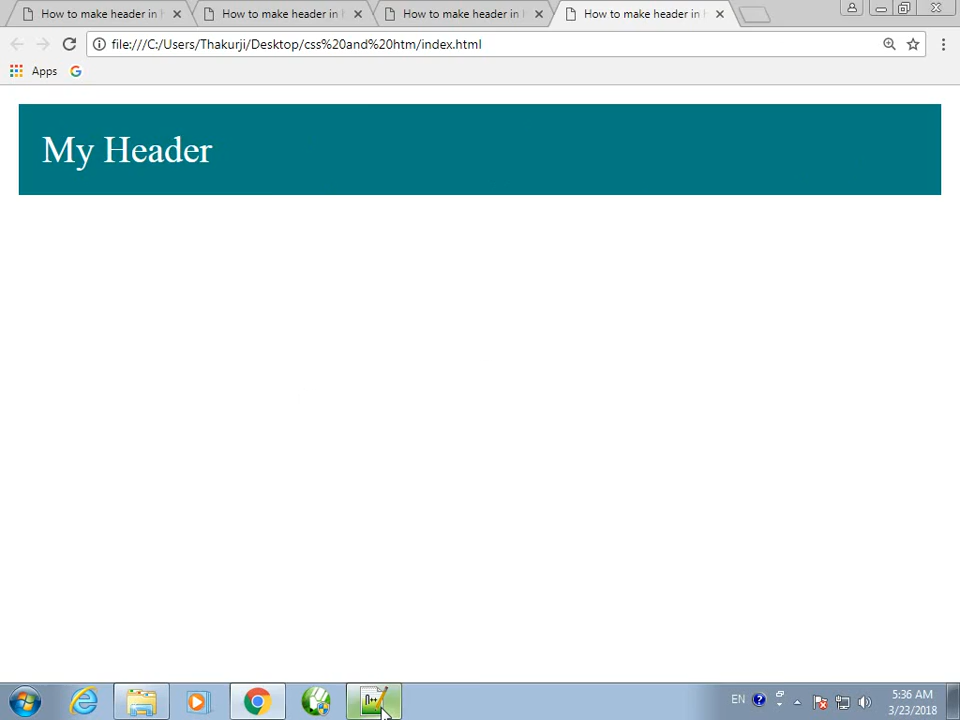 How to make header in
How to make header in
How to make header in
How to make header in
file:///C:/Users/Thakurji/Desktop/css%20and%20htm/index.html
Apps
My Header
EN
5:36 AM
3/23/2018